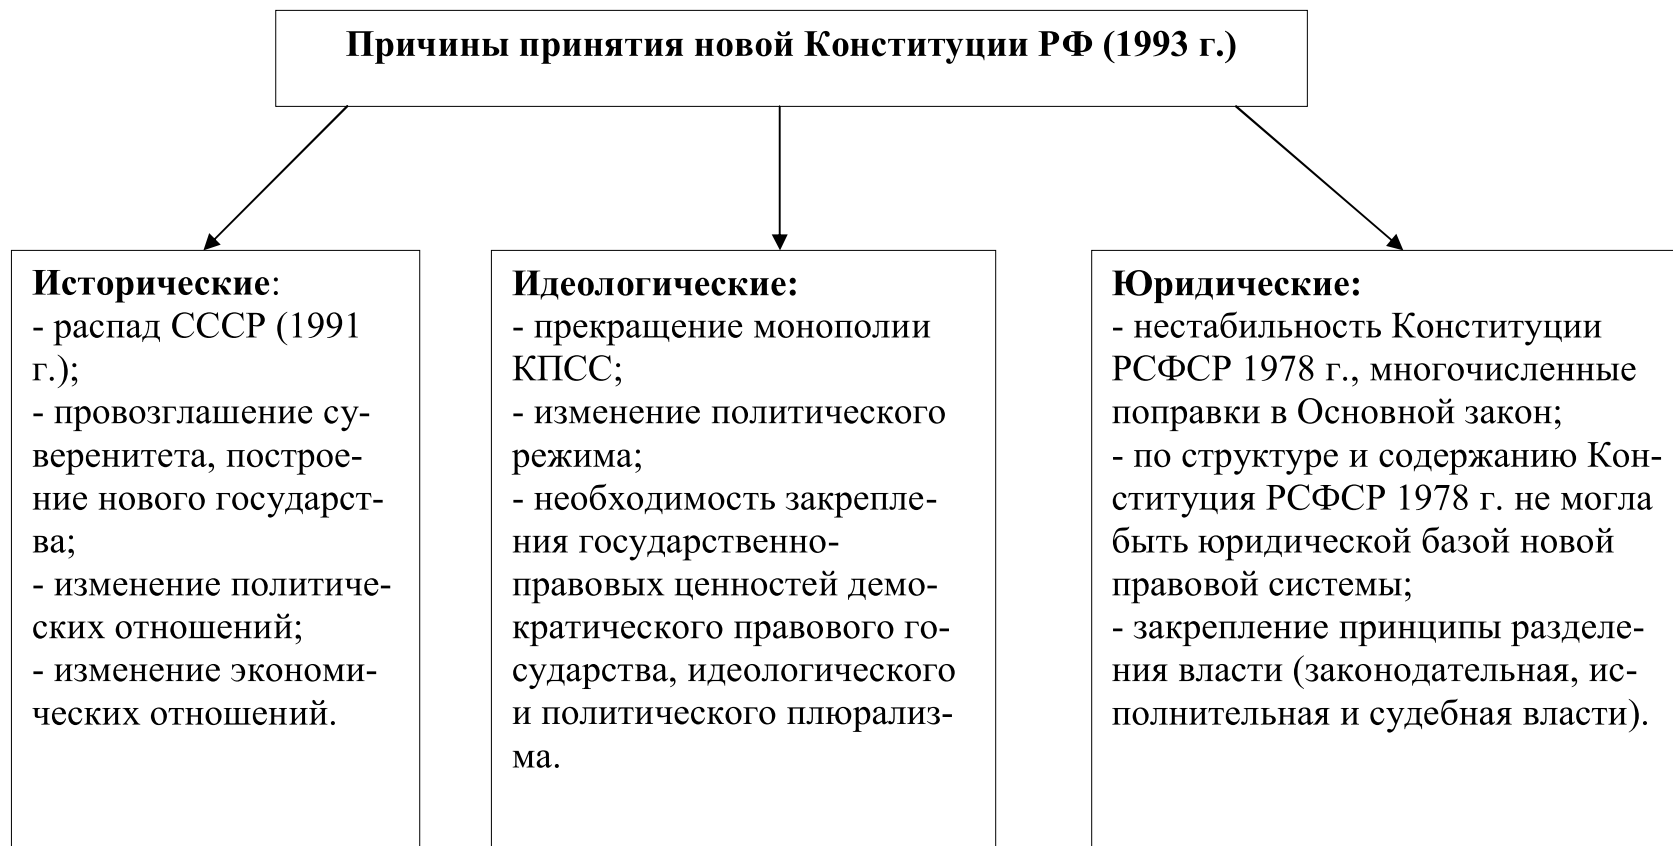 Причины принятия новой Конституции РФ (1993 г.)
Исторические:
- распад СССР (1991
г.);
- провозглашение су-
веренитета, построе-
ние нового государст-
ва;
- изменение политиче-
ских отношений;
- изменение экономи-
ческих отношений.
Идеологические:
- прекращение монополии
КПСС;
- изменение политического
режима;
- необходимость закрепле-
ния государственно-
правовых ценностей демо-
кратического правового го-
сударства, идеологического
и политического плюрализ-
ма.
Юридические:
- нестабильность Конституции
РСФСР 1978 г., многочисленные
поправки в Основной закон;
- по структуре и содержанию Кон-
ституция РСФСР 1978 г. не могла
быть юридической базой новой
правовой системы;
- закрепление принципы разделе-
ния власти (законодательная, ис-
полнительная и судебная власти).